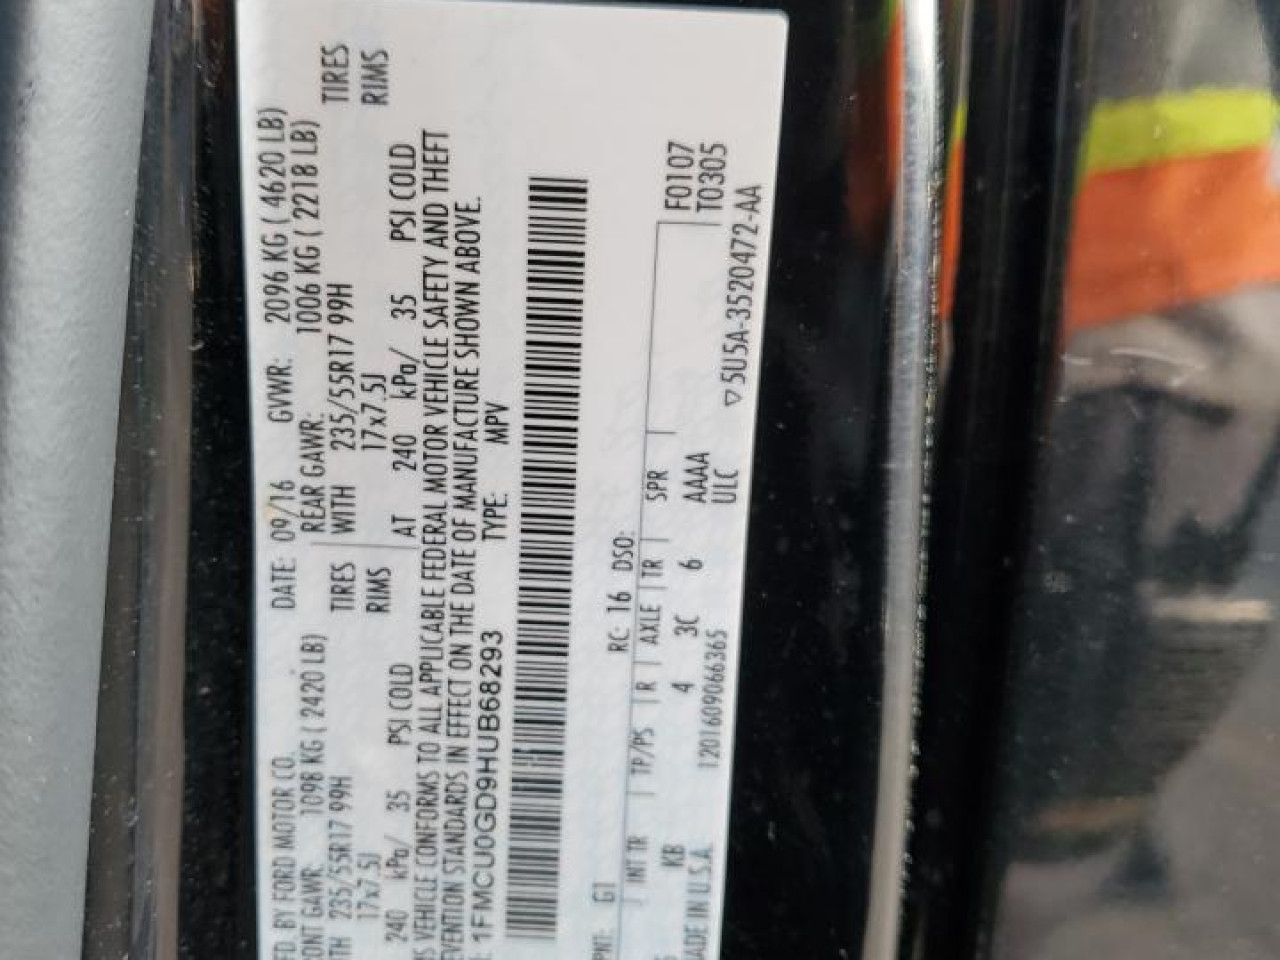 FD. BY FORD MOTOR CO. DATE: 09/16 GVWR: 2096 KG ( 4620 LB)
ONT GAWR: 1098 KG ( 2420 LB) REAR GAWR: 1006 KG ( 2218 LB)
TH 235/55R17 99H TIRES WITH 235/55R17 99H TIRES
17x7.5J RIMS 17x7.5J RIMS
240 kPa/ 35 PSI COLD AT 240 kPa/ 35 PSI COLD
S VEHICLE CONFORMS TO ALL APPLICABLE FEDERAL MOTOR VEHICLE SAFETY AND THEFT
EVENTION STANDARDS IN EFFECT ON THE DATE OF MANUFACTURE SHOWN ABOVE.
: 1FMCU0GD9HUB68293 TYPE: MPV
PNT: G1 RC: 16 DSO:
INT TR TP/PS R AXLE TR SPR F0107
KB 4 3C 6 AAAA T0305
ADE IN U.S.A. 1201609066365 ULC
▽5U5A-3520472-AA